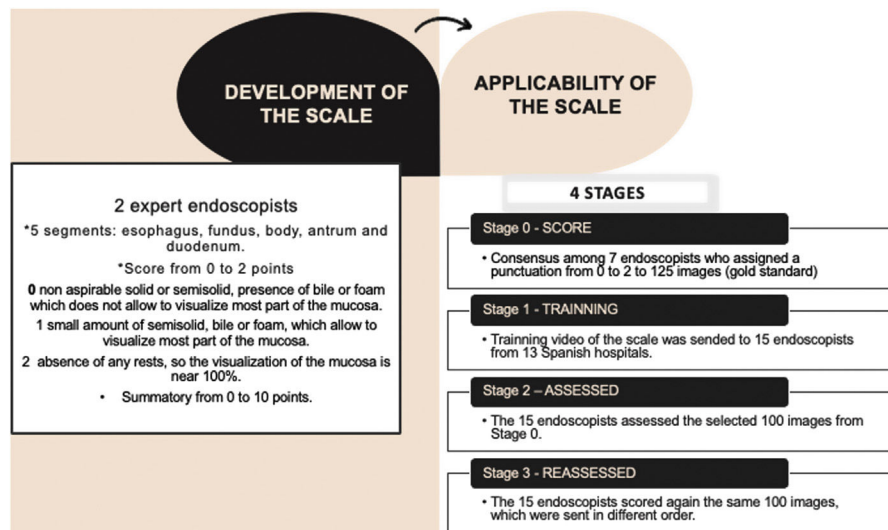 DEVELOPMENT OF
THE SCALE
APPLICABILITY OF
THE SCALE
2 expert endoscopists
*5 segments: esophagus, fundus, body, antrum and
duodenum.
*Score from 0 to 2 points
0 non aspirable solid or semisolid, presence of bile or foam
which does not allow to visualize most part of the mucosa.
1 small amount of semisolid, bile or foam, which allow to
visualize most part of the mucosa.
2 absence of any rests, so the visualization of the mucosa is
near 100%.
• Summatory from 0 to 10 points.
4 STAGES
Stage 0 - SCORE
• Consensus among 7 endoscopists who assigned a
punctuation from 0 to 2 to 125 images (gold standard)
Stage 1 - TRAINNING
• Trainning video of the scale was sended to 15 endoscopists
from 13 Spanish hospitals.
Stage 2 – ASSESSED
• The 15 endoscopists assessed the selected 100 images from
Stage 0.
Stage 3 - REASSESSED
• The 15 endoscopists scored again the same 100 images,
which were sent in different order.